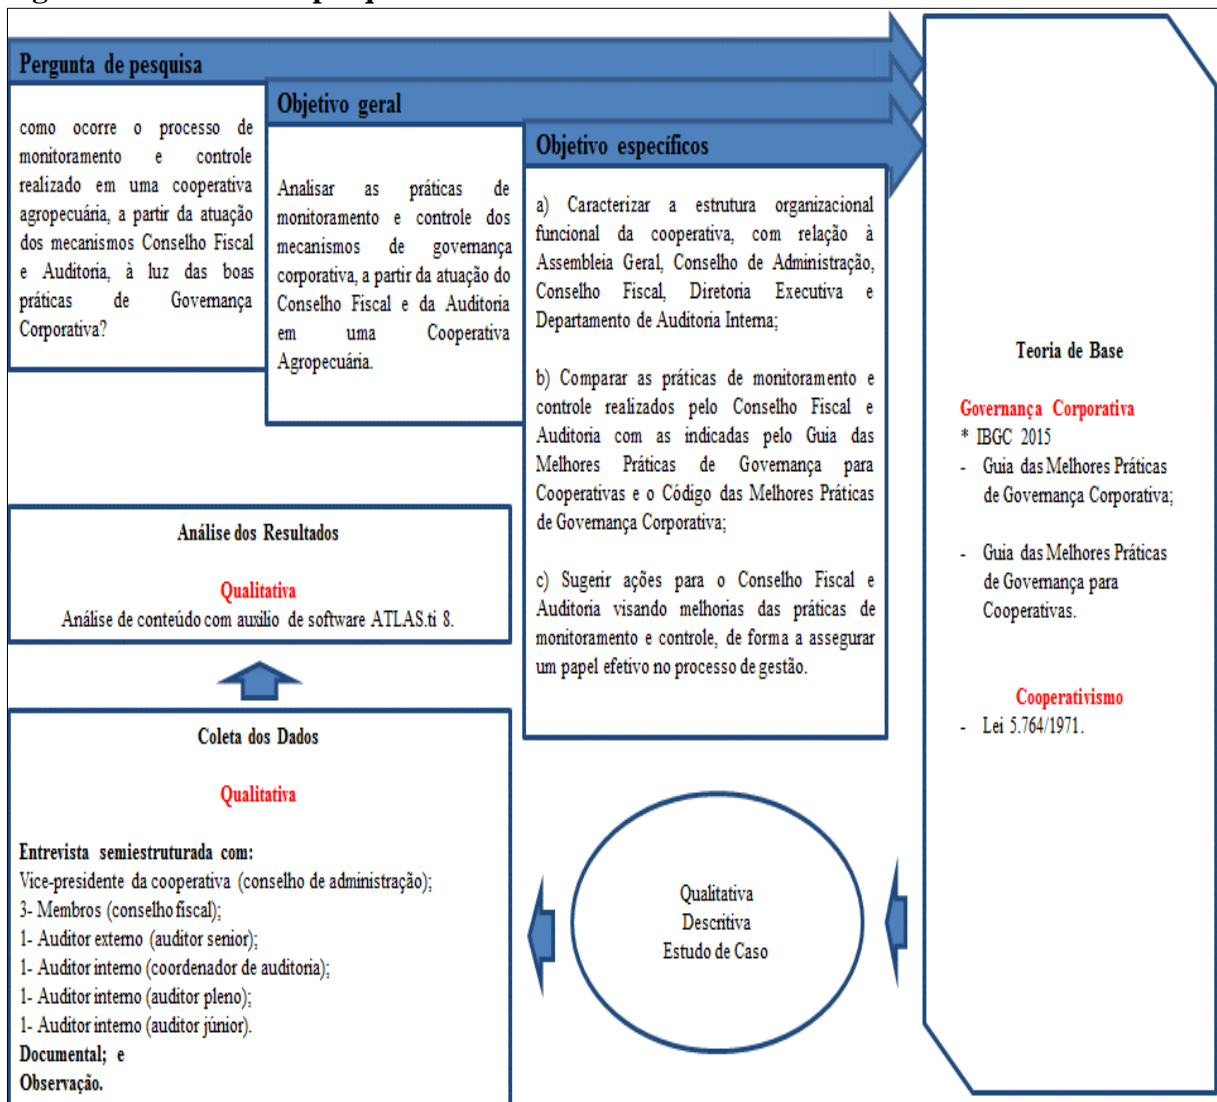 Pergunta de pesquisa
como ocorre o processo de
monitoramento e controle
realizado em uma cooperativa
agropecuária, a partir da atuação
dos mecanismos Conselho Fiscal
e Auditoria, à luz das boas
práticas de Governança
Corporativa?
Objetivo geral
Analisar as práticas de
monitoramento e controle dos
mecanismos de governança
corporativa, a partir da atuação do
Conselho Fiscal e da Auditoria
em uma Cooperativa
Agropecuária.
Objetivo específicos
a) Caracterizar a estrutura organizacional
funcional da cooperativa, com relação à
Assembleia Geral, Conselho de Administração,
Conselho Fiscal, Diretoria Executiva e
Departamento de Auditoria Interna;
b) Comparar as práticas de monitoramento e
controle realizados pelo Conselho Fiscal e
Auditoria com as indicadas pelo Guia das
Melhores Práticas de Governança para
Cooperativas e o Código das Melhores Práticas
de Governança Corporativa;
c) Sugerir ações para o Conselho Fiscal e
Auditoria visando melhorias das práticas de
monitoramento e controle, de forma a assegurar
um papel efetivo no processo de gestão.
Teoria de Base
Governança Corporativa
* IBGC 2015
- Guia das Melhores Práticas
de Governança Corporativa;
- Guia das Melhores Práticas
de Governança para
Cooperativas.
Cooperativismo
- Lei 5.764/1971.
Qualitativa
Descritiva
Estudo de Caso
Coleta dos Dados
Qualitativa
Entrevista semiestruturada com:
Vice-presidente da cooperativa (conselho de administração);
3- Membros (conselho fiscal);
1- Auditor externo (auditor senior);
1- Auditor interno (coordenador de auditoria);
1- Auditor interno (auditor pleno);
1- Auditor interno (auditor júnior).
Documental; e
Observação.
Análise dos Resultados
Qualitativa
Análise de conteúdo com auxílio de software ATLAS.ti 8.